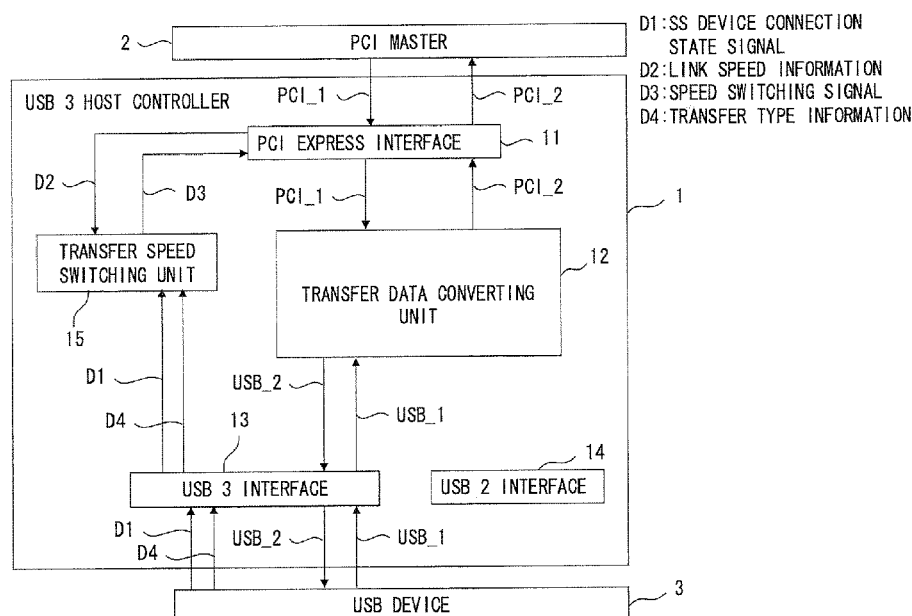 2
PCI MASTER
D1:SS DEVICE CONNECTION
STATE SIGNAL
D2:LINK SPEED INFORMATION
D3:SPEED SWITCHING SIGNAL
D4:TRANSFER TYPE INFORMATION
USB 3 HOST CONTROLLER
PCI_1
PCI_2
PCI EXPRESS INTERFACE
11
D2
D3
PCI_1
PCI_2
1
TRANSFER SPEED
SWITCHING UNIT
15
12
TRANSFER DATA CONVERTING
UNIT
D1
D4
USB_2
USB_1
13
14
USB 3 INTERFACE
USB 2 INTERFACE
D1
D4
USB_2
USB_1
3
USB DEVICE